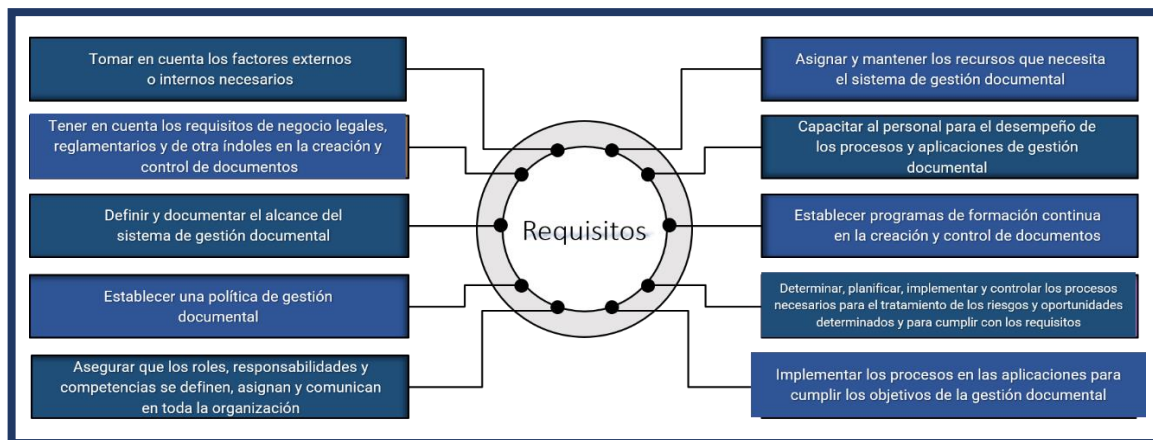 Tomar en cuenta los factores externos
o internos necesarios
Tener en cuenta los requisitos de negocio legales,
reglamentarios y de otra índoles en la creación y
control de documentos
Definir y documentar el alcance del
sistema de gestión documental
Establecer una política de gestión
documental
Asegurar que los roles, responsabilidades y
competencias se definen, asignan y comunican
en toda la organización
Requisitos
Asignar y mantener los recursos que necesita
el sistema de gestión documental
Capacitar al personal para el desempeño de
los procesos y aplicaciones de gestión
documental
Establecer programas de formación continua
en la creación y control de documentos
Determinar, planificar, implementar y controlar los procesos
necesarios para el tratamiento de los riesgos y oportunidades
determinados y para cumplir con los requisitos
Implementar los procesos en las aplicaciones para
cumplir los objetivos de la gestión documental